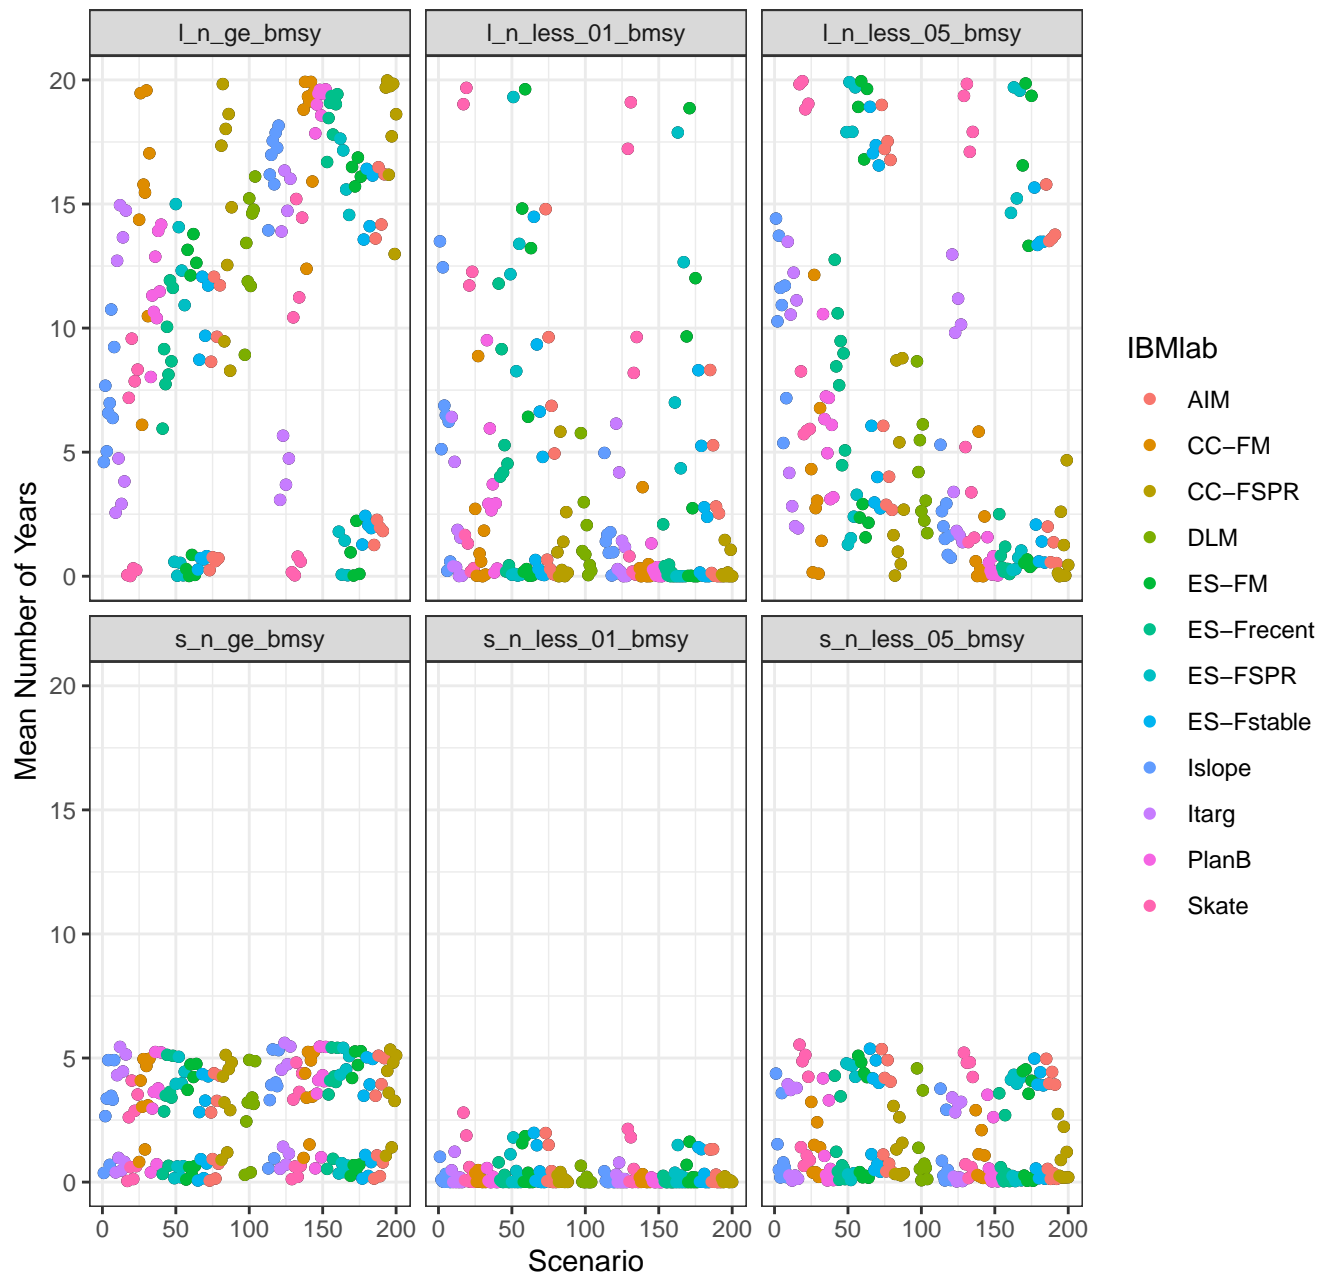 l_n_ge_bmsy l_n_less_01_bmsy l_n_less_05_bmsy
20
15
10
5
0
s_n_ge_bmsy s_n_less_01_bmsy s_n_less_05_bmsy
20
15
10
5
0
0 50 100 150 200 0 50 100 150 200 0 50 100 150 200
Scenario
Mean Number of Years
IBMlab
AIM
CC−FM
CC−FSPR
DLM
ES−FM
ES−Frecent
ES−FSPR
ES−Fstable
Islope
Itarg
PlanB
Skate